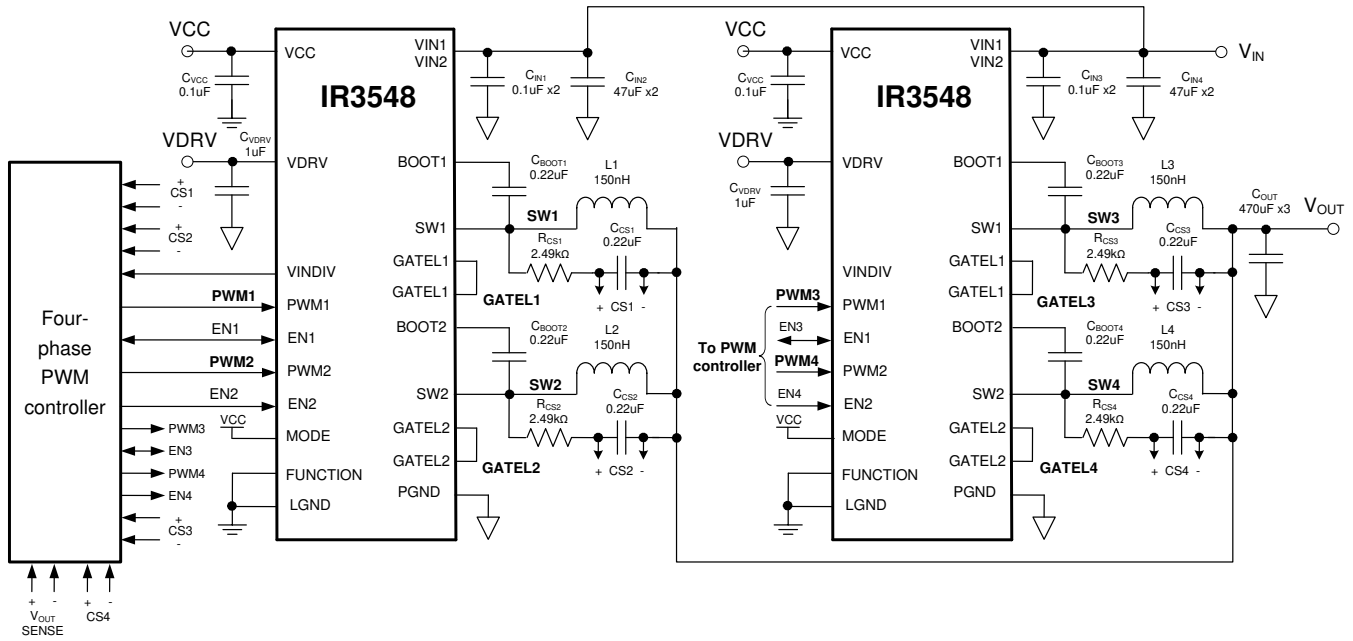 VCC
C_VCC
0.1uF
VDRV
C_VDRV
1uF
IR3548
VCC
VDRV
VINDIV
PWM1
EN1
PWM2
EN2
MODE
FUNCTION
LGND
VIN1
VIN2
BOOT1
SW1
GATEL1
GATEL1
BOOT2
SW2
GATEL2
GATEL2
PGND
Four-
phase
PWM
controller
+
CS1
-
+
CS2
-
PWM1
EN1
PWM2
EN2
VCC
PWM3
EN3
PWM4
EN4
+
CS3
-
+ -
V_OUT
SENSE
+ -
CS4
C_IN1
0.1uF x2
C_IN2
47uF x2
C_BOOT1
0.22uF
L1
150nH
SW1
R_CS1
2.49kΩ
C_CS1
0.22uF
+ CS1 -
GATEL1
C_BOOT2
0.22uF
L2
150nH
SW2
R_CS2
2.49kΩ
C_CS2
0.22uF
+ CS2 -
GATEL2
VCC
C_VCC
0.1uF
VDRV
C_VDRV
1uF
IR3548
VCC
VDRV
VINDIV
PWM1
EN1
PWM2
EN2
MODE
FUNCTION
LGND
VIN1
VIN2
BOOT1
SW1
GATEL1
GATEL1
BOOT2
SW2
GATEL2
GATEL2
PGND
To PWM
controller
PWM3
EN3
PWM4
EN4
VCC
V_IN
C_IN3
0.1uF x2
C_IN4
47uF x2
C_BOOT3
0.22uF
L3
150nH
SW3
R_CS3
2.49kΩ
C_CS3
0.22uF
+ CS3 -
GATEL3
C_BOOT4
0.22uF
L4
150nH
SW4
R_CS4
2.49kΩ
C_CS4
0.22uF
+ CS4 -
GATEL4
C_OUT
470uF x3
V_OUT